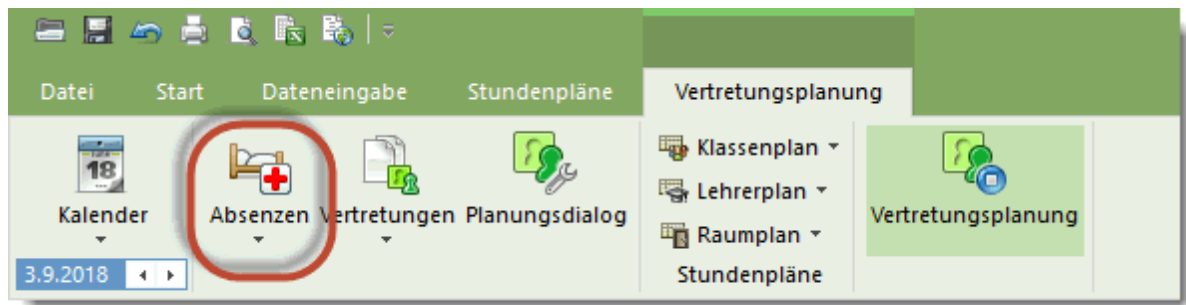 Datei Start Dateneingabe Stundenpläne Vertretungsplanung
18
Kalender
Absenzen
Vertretungen
Planungsdialog
Klassenplan
Lehrerplan
Raumplan
Stundenpläne
Vertretungsplanung
3.9.2018